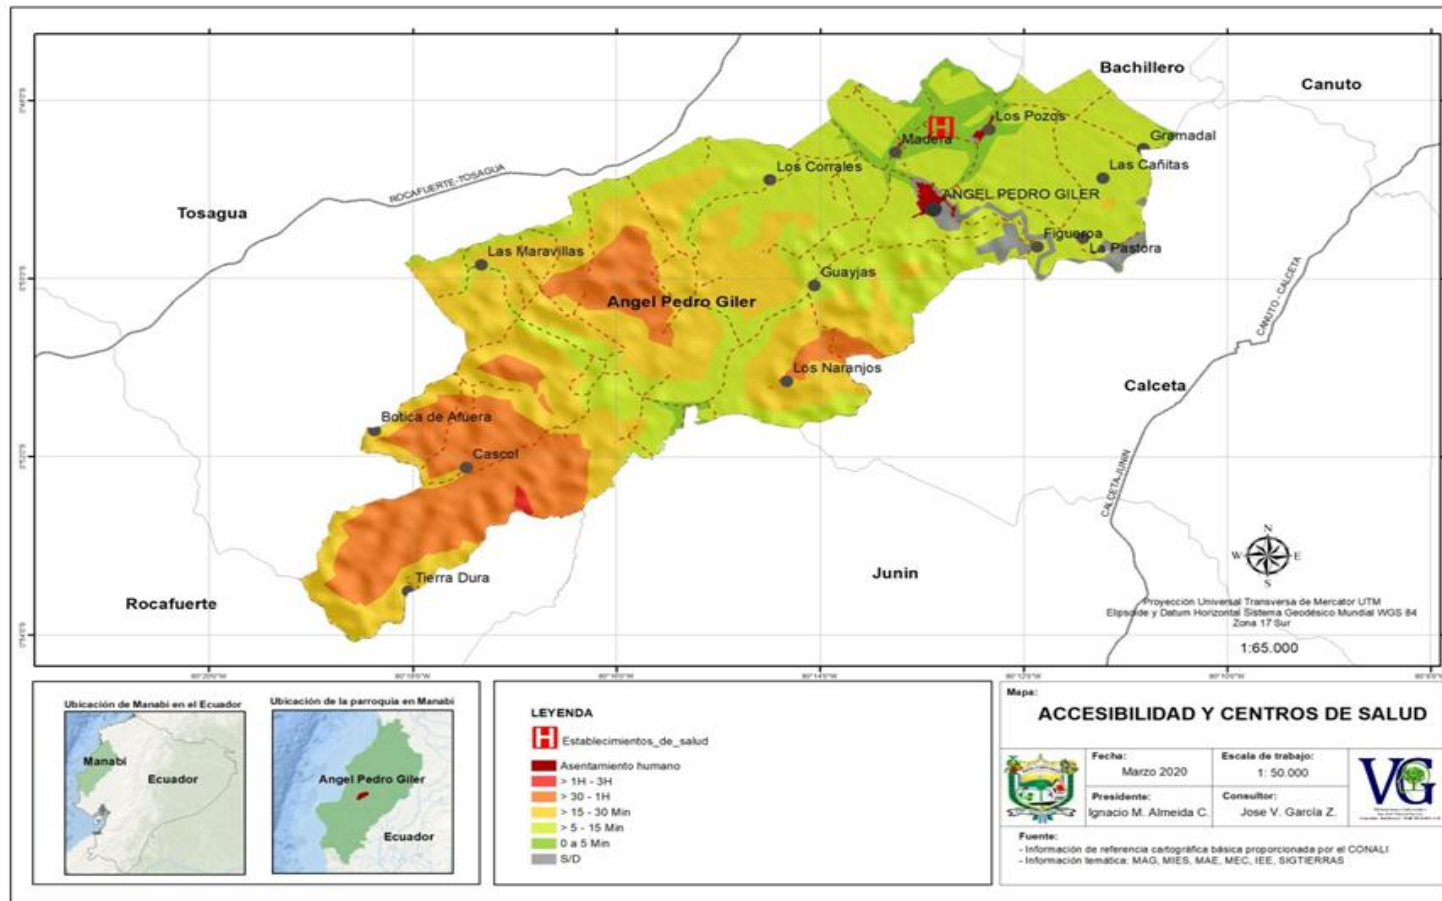 Bachillero
Canuto
Los Pozos
Madera
Gramadal
Los Corrales
Las Cañitas
ROCAFUERTE-TOSAGUA
ANGEL PEDRO GILER
Tosagua
Figueroa
La Pastora
Las Maravillas
Guayjas
Angel Pedro Giler
CANUTO - CALCETA
Los Naranjos
Calceta
Botica de Afuera
Cascol
CALCETAJUNIN
N
W E
S
Junin
Tierra Dura
Rocafuerte
Proyección Universal Transversa de Mercator UTM
Elipsoide y Datum Horizontal Sistema Geodésico Mundial WGS 84
Zona 17 Sur
1:65.000
Ubicación de Manabi en el Ecuador
Manabi
Ecuador
Ubicación de la parroquia en Manabi
Angel Pedro Giler
Ecuador
LEYENDA
H Establecimientos_de_salud
Asentamiento humano
> 1H - 3H
> 30 - 1H
> 15 - 30 Min
> 5 - 15 Min
0 a 5 Min
S/D
Mapa:
ACCESIBILIDAD Y CENTROS DE SALUD
Fecha:
Marzo 2020
Escala de trabajo:
1: 50.000
Presidente:
Ignacio M. Almeida C.
Consultor:
Jose V. García Z.
VG
Fuente:
- Información de referencia cartográfica básica proporcionada por el CONALI
- Información temática: MAG, MIES, MAE, MEC, IEE, SIGTIERRAS